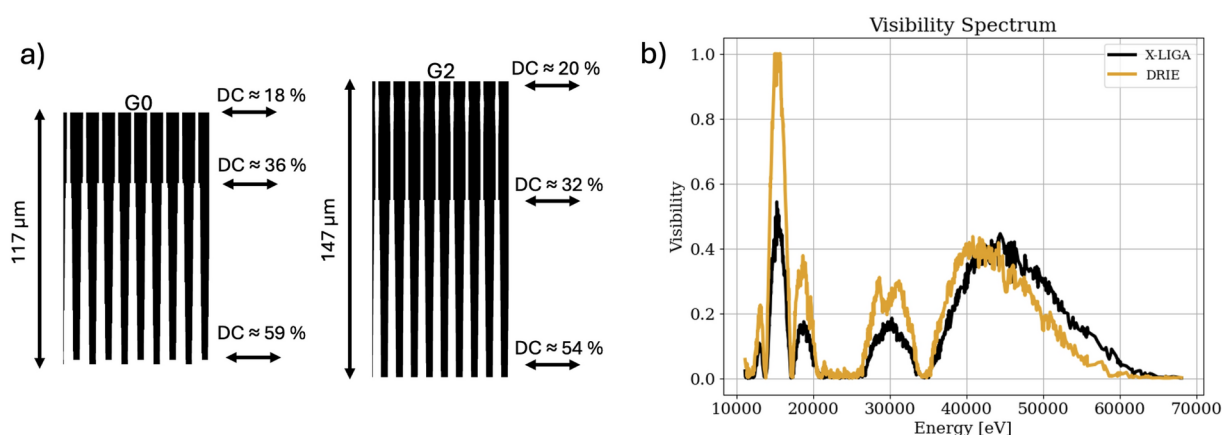 a)
G0
117 µm
DC ≈ 18 %
DC ≈ 36 %
DC ≈ 59 %
G2
147 µm
DC ≈ 20 %
DC ≈ 32 %
DC ≈ 54 %
b)
Visibility Spectrum
X-LIGA
DRIE
Visibility
1.0
0.8
0.6
0.4
0.2
0.0
10000 20000 30000 40000 50000 60000 70000
Energy [eV]